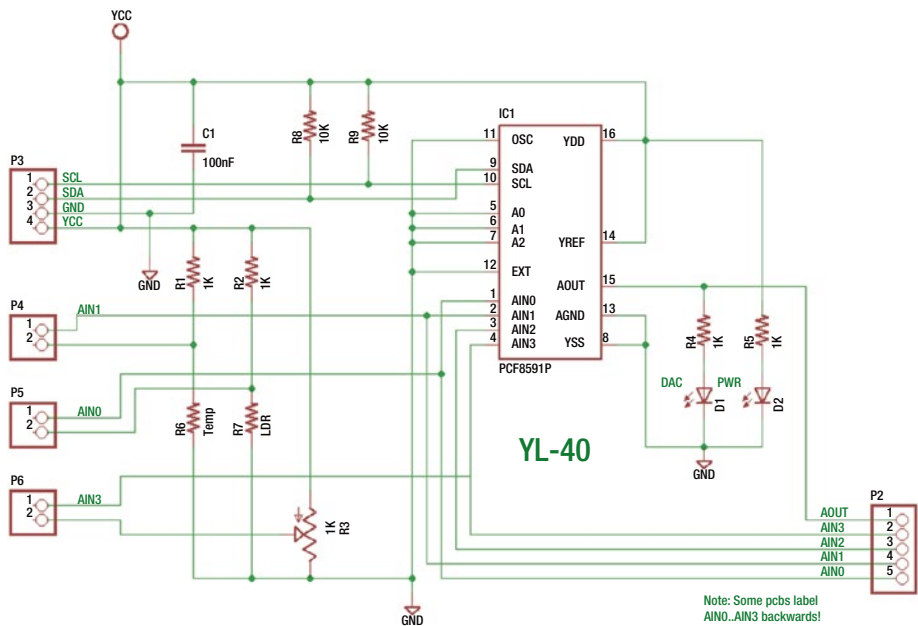 YCC
C1
100nF
R8
10K
R9
10K
IC1
PCF8591P
11 OSC
9 SDA
10 SCL
5 A0
6 A1
7 A2
12 EXT
1 AIN0
2 AIN1
3 AIN2
4 AIN3
YDD 16
YREF 14
AOUT 15
AGND 13
YSS 8
P3
1 SCL
2 SDA
3 GND
4 YCC
GND
R1
1K
R2
1K
P4
1 AIN1
2
P5
1 AIN0
2
R6
Temp
R7
LDR
P6
1 AIN3
2
1K
R3
GND
R4
1K
R5
1K
DAC
D1
PWR
D2
GND
YL-40
P2
AOUT 1
AIN3 2
AIN2 3
AIN1 4
AIN0 5
Note: Some pcbs label
AIN0..AIN3 backwards!